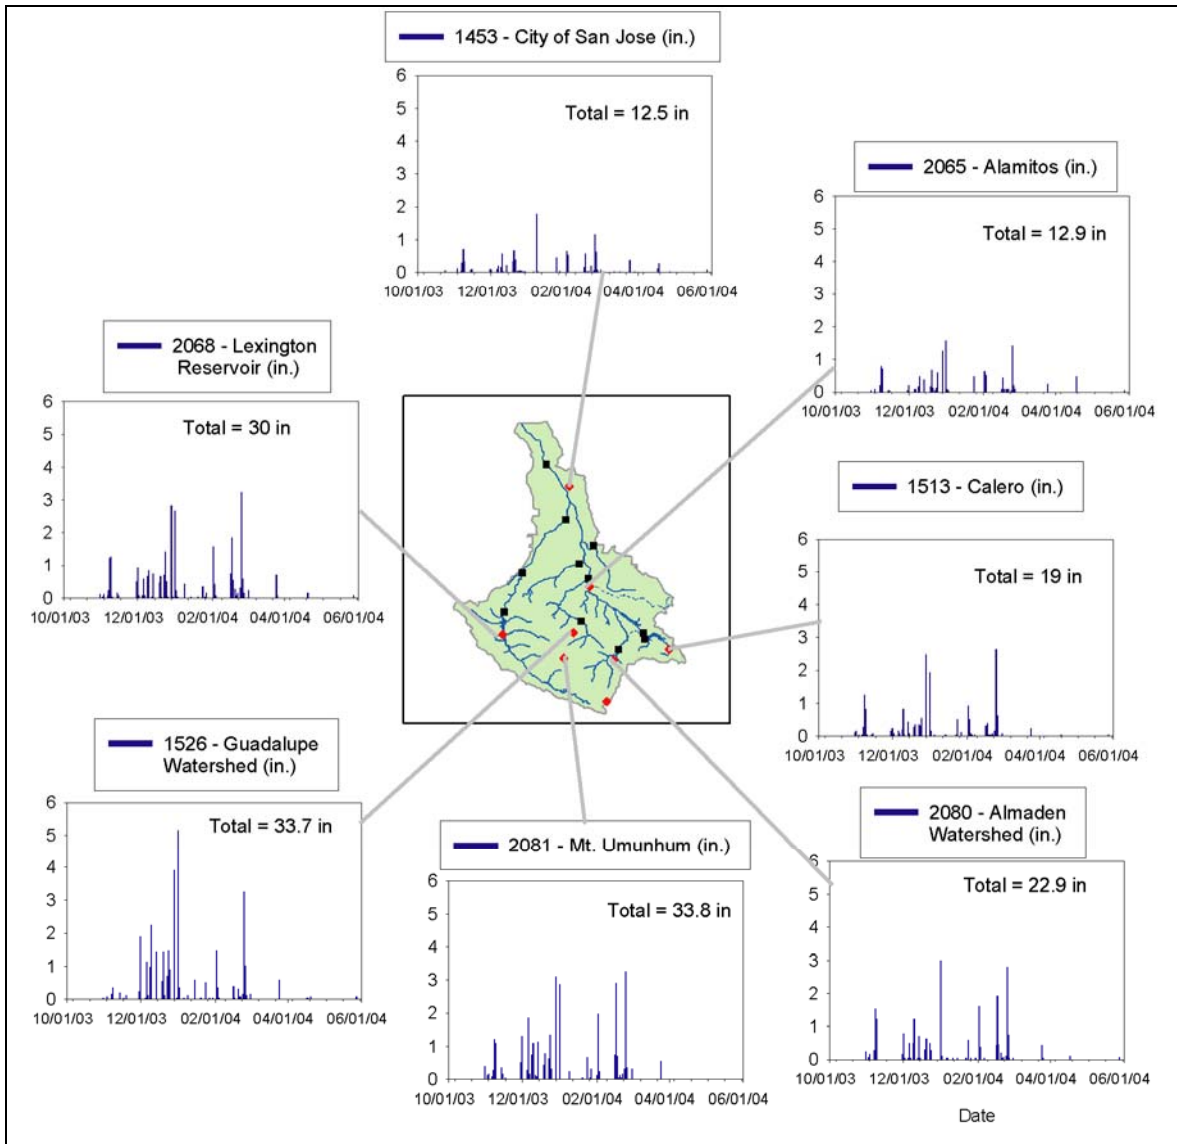 1453 - City of San Jose (in.)
6
5
4
3
2
1
0
Total = 12.5 in
10/01/03 12/01/03 02/01/04 04/01/04 06/01/04
2065 - Alamitos (in.)
6
5
4
3
2
1
0
Total = 12.9 in
10/01/03 12/01/03 02/01/04 04/01/04 06/01/04
2068 - Lexington
Reservoir (in.)
6
5
4
3
2
1
0
Total = 30 in
10/01/03 12/01/03 02/01/04 04/01/04 06/01/04
1513 - Calero (in.)
6
5
4
3
2
1
0
Total = 19 in
10/01/03 12/01/03 02/01/04 04/01/04 06/01/04
1526 - Guadalupe
Watershed (in.)
6
5
4
3
2
1
0
Total = 33.7 in
10/01/03 12/01/03 02/01/04 04/01/04 06/01/04
2081 - Mt. Umunhum (in.)
6
5
4
3
2
1
0
Total = 33.8 in
10/01/03 12/01/03 02/01/04 04/01/04 06/01/04
2080 - Almaden
Watershed (in.)
6
5
4
3
2
1
0
Total = 22.9 in
10/01/03 12/01/03 02/01/04 04/01/04 06/01/04
Date